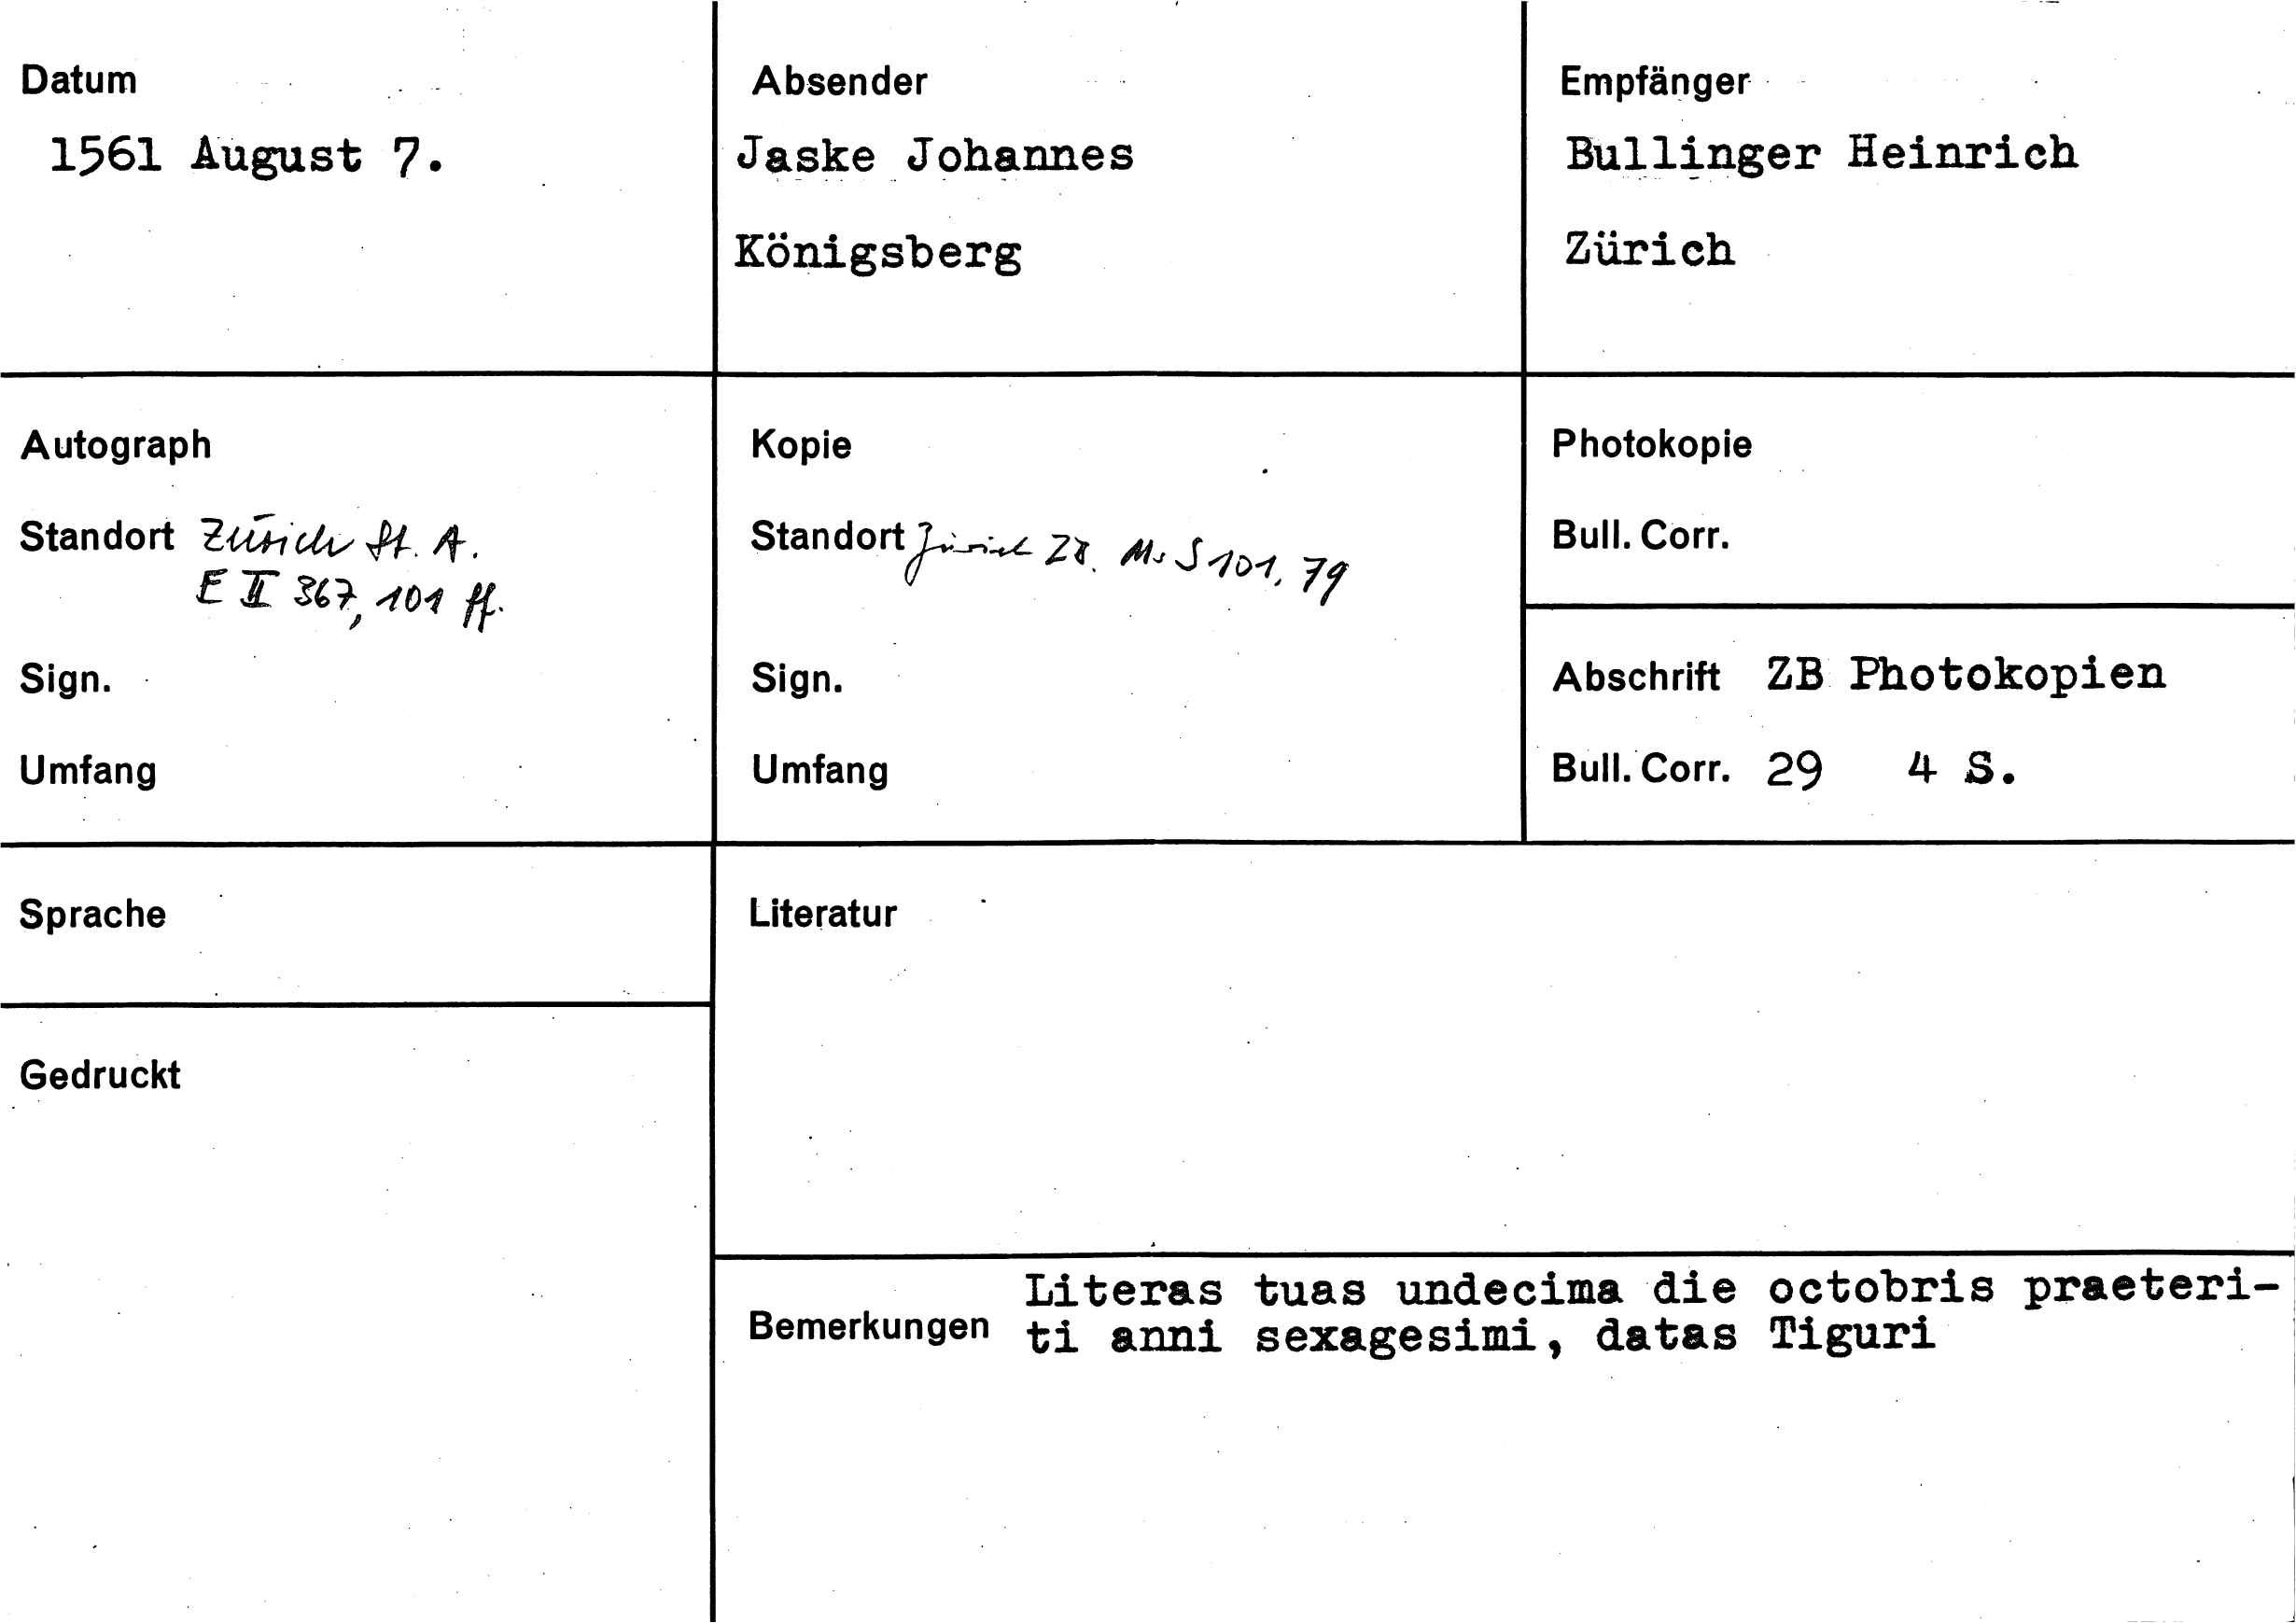 Datum
1561 August 7.
Absender
Jaske Johannes
Königsberg
Empfänger
Bullinger Heinrich
Zürich
Autograph
Standort Zürich St. A.
E II 367, 101 ff.
Sign.
Umfang
Kopie
Standort Zürich ZB. Ms S 101, 79
Sign.
Umfang
Photokopie
Bull. Corr.
Abschrift ZB Photokopien
Bull. Corr. 29 4 S.
Sprache
Literatur
Gedruckt
Bemerkungen
Literas tuas undecima die octobris praeteri-
ti anni sexagesimi, datas Tiguri